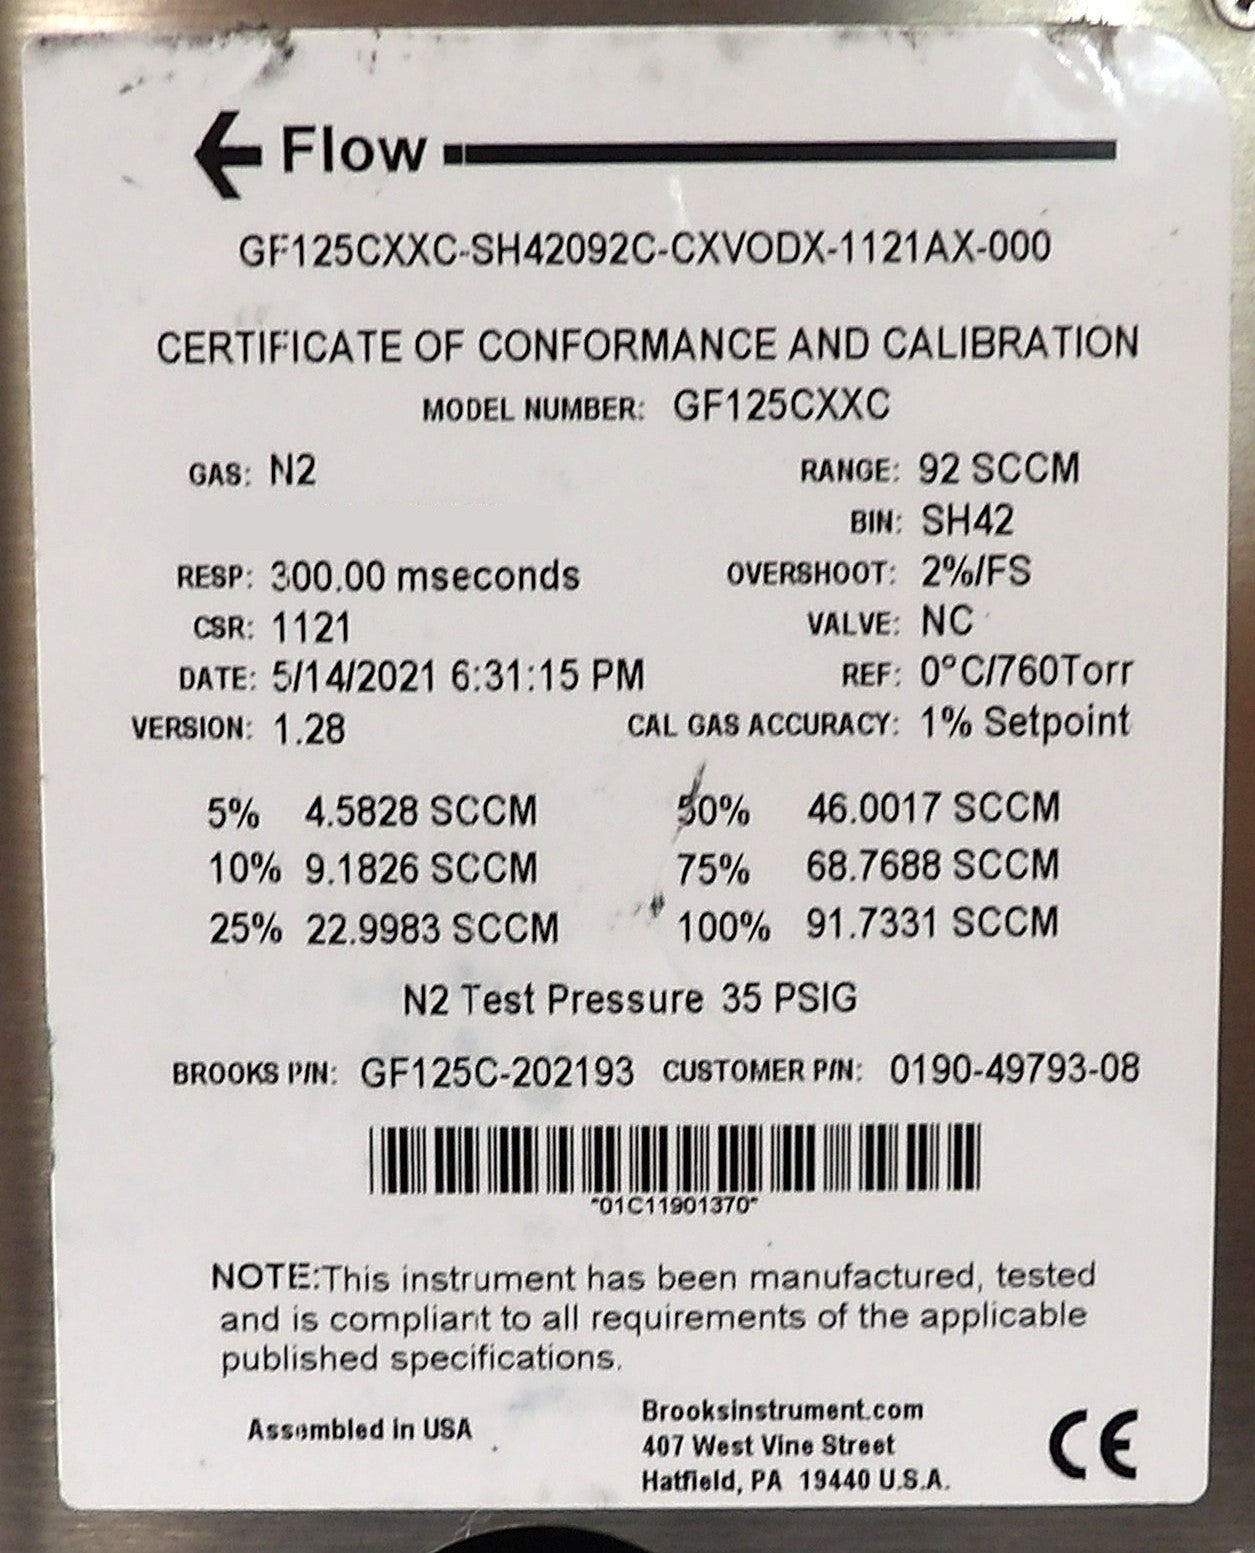 Flow
GF125CXXC-SH42092C-CXVODX-1121AX-000
CERTIFICATE OF CONFORMANCE AND CALIBRATION
MODEL NUMBER: GF125CXXC
GAS: N2 RANGE: 92 SCCM
BIN: SH42
RESP: 300.00 mseconds OVERSHOOT: 2%/FS
CSR: 1121 VALVE: NC
DATE: 5/14/2021 6:31:15 PM REF: 0°C/760Torr
VERSION: 1.28 CAL GAS ACCURACY: 1% Setpoint
5% 4.5828 SCCM 50% 46.0017 SCCM
10% 9.1826 SCCM 75% 68.7688 SCCM
25% 22.9983 SCCM 100% 91.7331 SCCM
N2 Test Pressure 35 PSIG
BROOKS P/N: GF125C-202193 CUSTOMER P/N: 0190-49793-08
*01C11901370*
NOTE:This instrument has been manufactured, tested
and is compliant to all requirements of the applicable
published specifications.
Assembled in USA
Brooksinstrument.com
407 West Vine Street
Hatfield, PA 19440 U.S.A.
CE